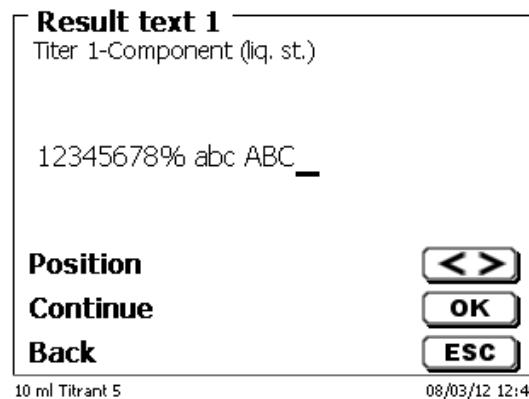 Result text 1
Titer 1-Component (liq. st.)
12345678% abc ABC_
Position < >
Continue OK
Back ESC
10 ml Titrant 5 08/03/12 12:4